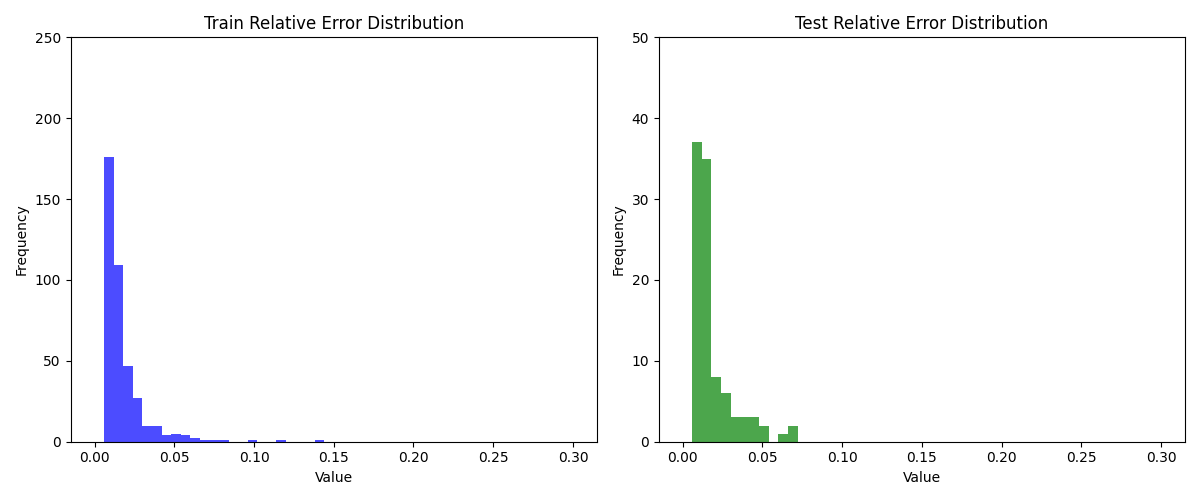 Train Relative Error Distribution
Test Relative Error Distribution
250
200
150
100
50
0
Frequency
0.00 0.05 0.10 0.15 0.20 0.25 0.30
Value
50
40
30
20
10
0
Frequency
0.00 0.05 0.10 0.15 0.20 0.25 0.30
Value